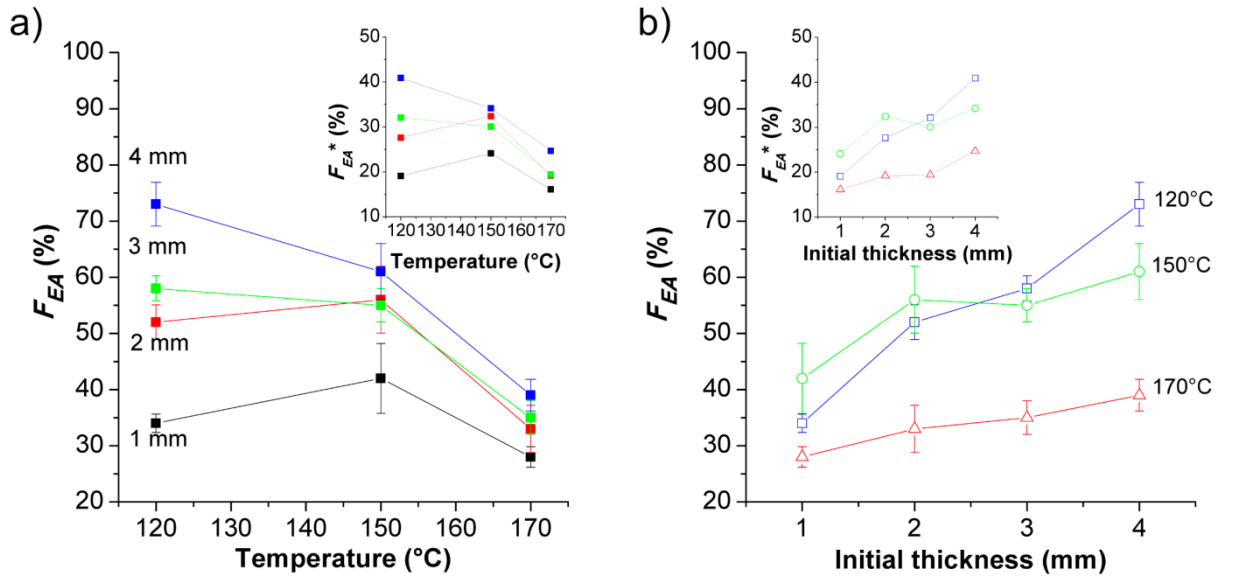 a)
100
90
80
70
60
50
40
30
20
F_EA (%)
4 mm
3 mm
2 mm
1 mm
120 130 140 150 160 170
Temperature (°C)
50
40
30
20
10
F_EA* (%)
120 130 140 150 160 170
Temperature (°C)
b)
100
90
80
70
60
50
40
30
20
F_EA (%)
120°C
150°C
170°C
1 2 3 4
Initial thickness (mm)
50
40
30
20
10
F_EA* (%)
1 2 3 4
Initial thickness (mm)